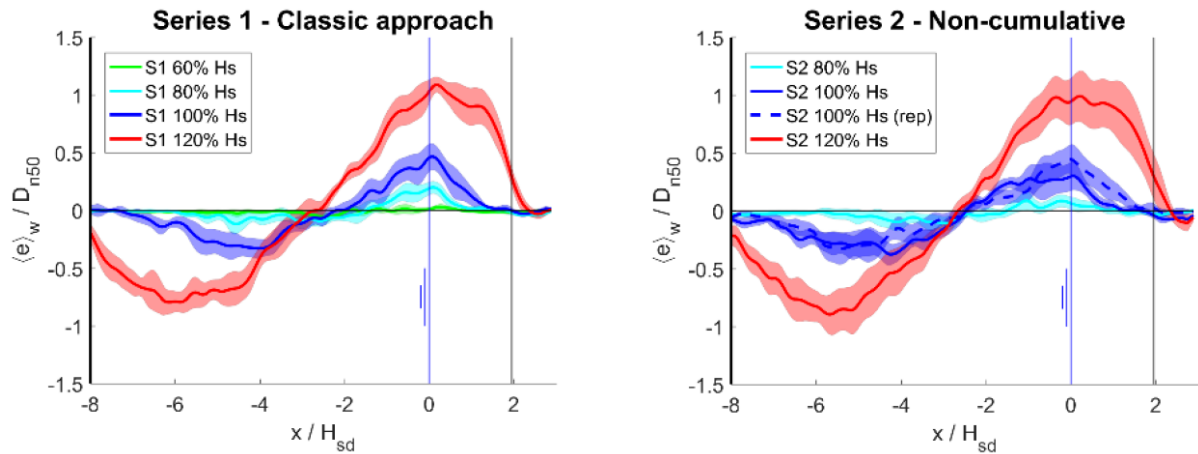 Series 1 - Classic approach
1.5
1
0.5
0
-0.5
-1
-1.5
⟨e⟩w / Dn50
S1 60% Hs
S1 80% Hs
S1 100% Hs
S1 120% Hs
-8 -6 -4 -2 0 2
x / Hsd
Series 2 - Non-cumulative
1.5
1
0.5
0
-0.5
-1
-1.5
⟨e⟩w / Dn50
S2 80% Hs
S2 100% Hs
S2 100% Hs (rep)
S2 120% Hs
-8 -6 -4 -2 0 2
x / Hsd